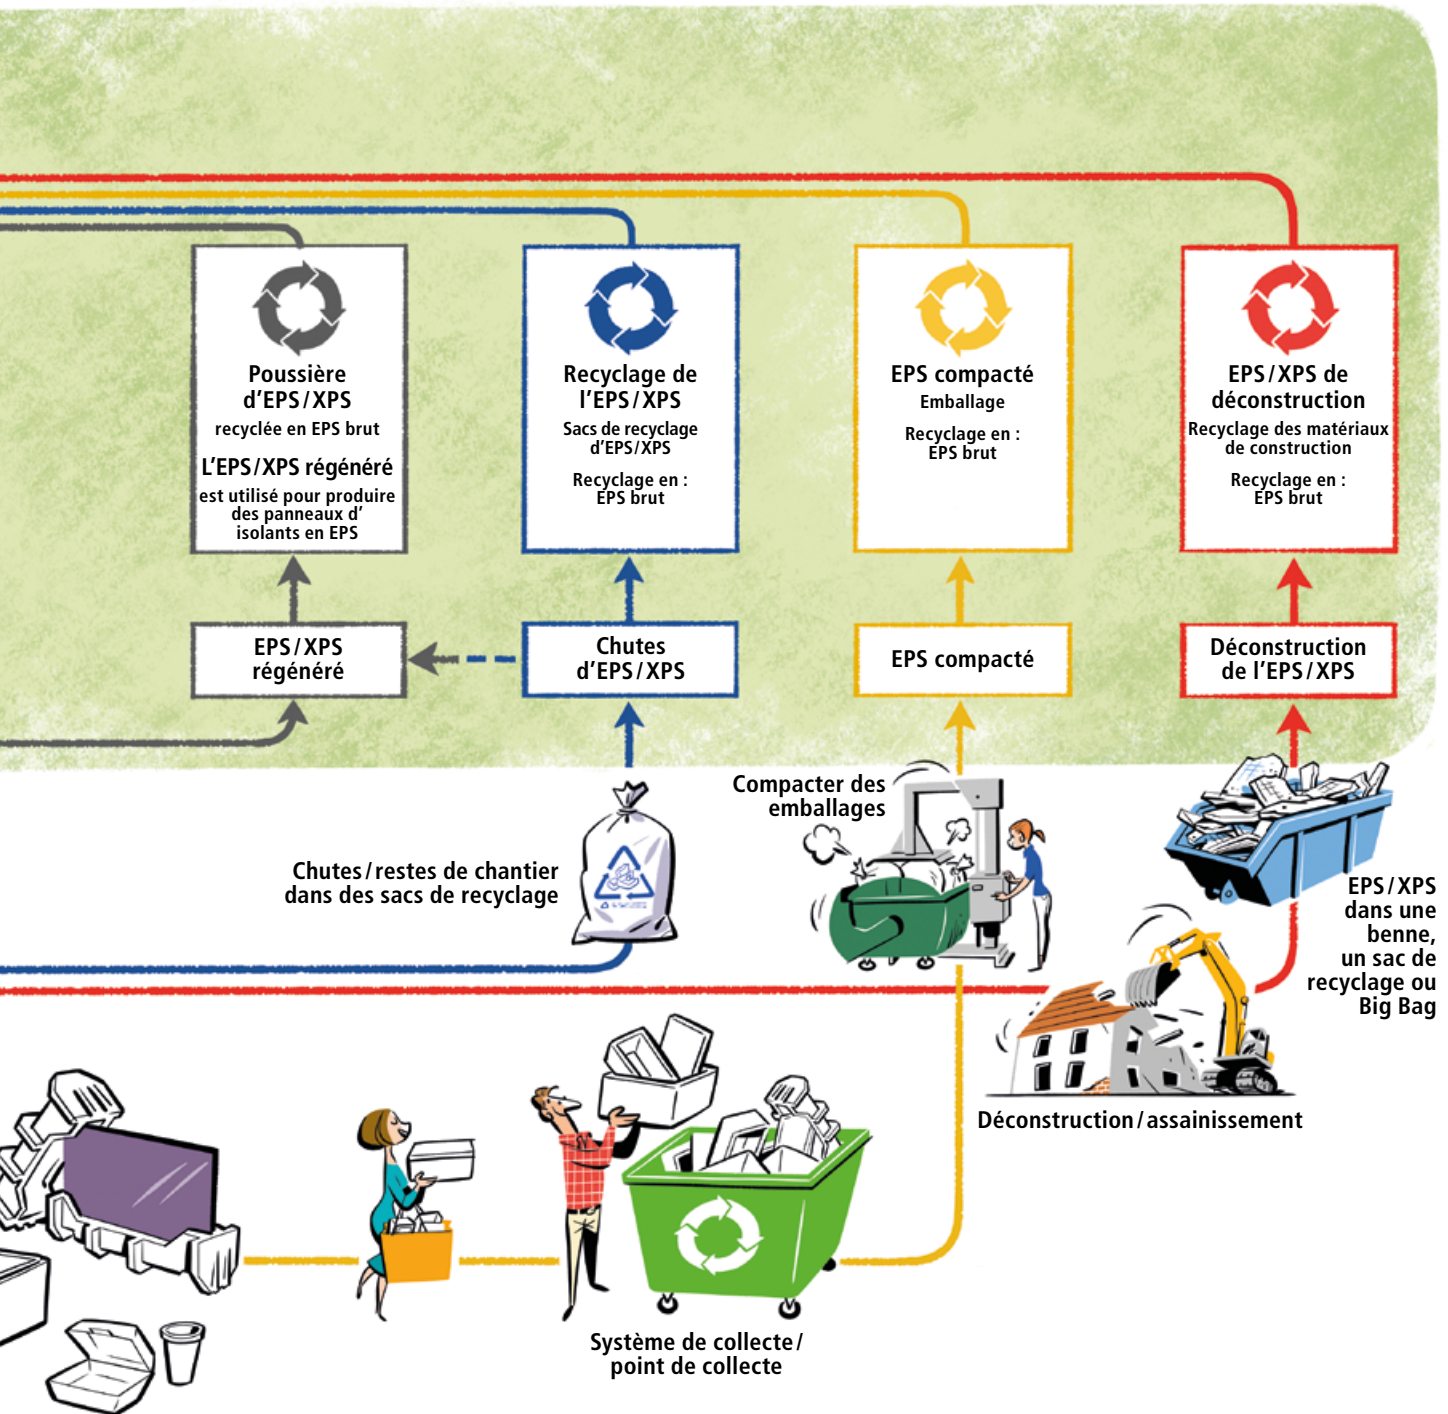 Poussière
d'EPS/XPS
recyclée en EPS brut
L'EPS/XPS régénéré
est utilisé pour produire
des panneaux d'
isolants en EPS
Recyclage de
l'EPS/XPS
Sacs de recyclage
d'EPS/XPS
Recyclage en :
EPS brut
EPS compacté
Emballage
Recyclage en :
EPS brut
EPS/XPS de
déconstruction
Recyclage des matériaux
de construction
Recyclage en :
EPS brut
EPS/XPS
régénéré
Chutes
d'EPS/XPS
EPS compacté
Déconstruction
de l'EPS/XPS
Compacter des
emballages
Chutes/restes de chantier
dans des sacs de recyclage
EPS/XPS
dans une
benne,
un sac de
recyclage ou
Big Bag
Déconstruction/assainissement
Système de collecte/
point de collecte